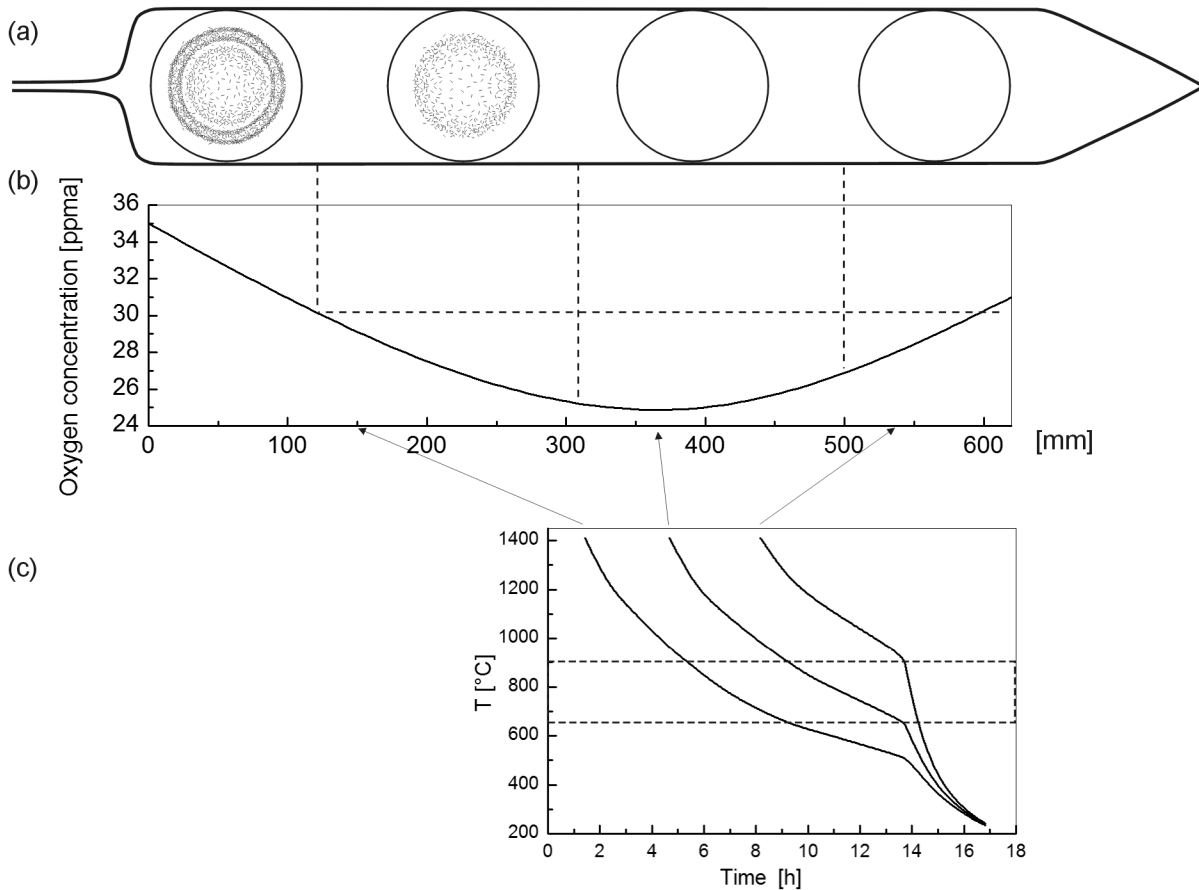 (a)
(b)
Oxygen concentration [ppma]
36
34
32
30
28
26
24
0 100 200 300 400 500 600 [mm]
(c)
T [°C]
1400
1200
1000
800
600
400
200
0 2 4 6 8 10 12 14 16 18
Time [h]